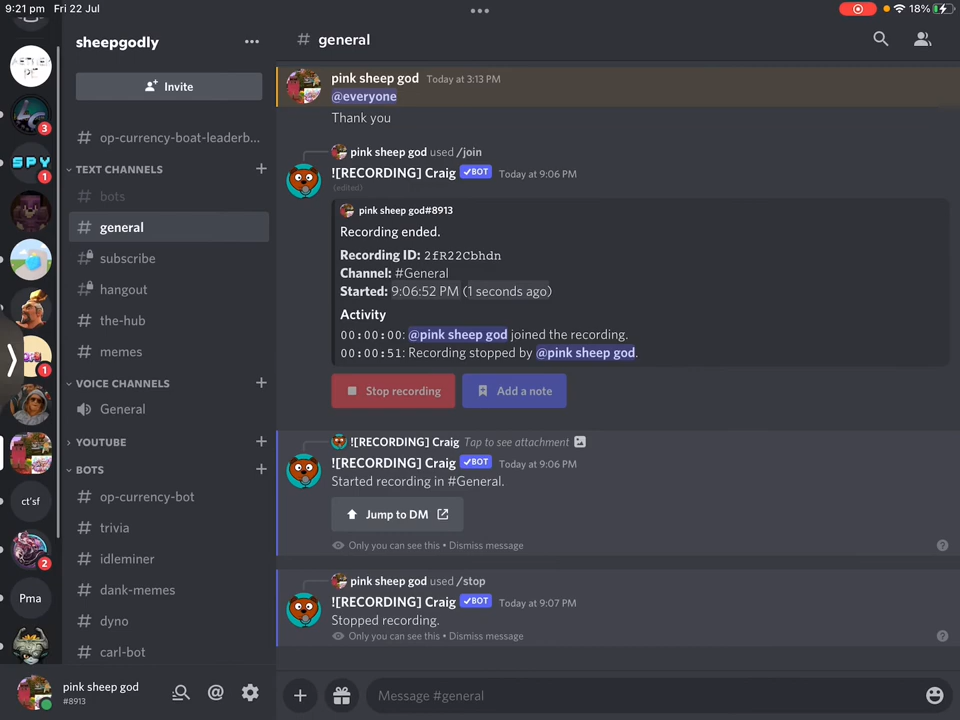 9:21 pm Fri 22 Jul
18%
sheepgodly
Invite
# op-currency-boat-leaderb...
TEXT CHANNELS
# bots
# general
# subscribe
# hangout
# the-hub
# memes
VOICE CHANNELS
General
YOUTUBE
BOTS
# op-currency-bot
# trivia
# idleminer
# dank-memes
# dyno
# carl-bot
3
SPY
1
1
ct'sf
2
Pma
pink sheep god
#8913
# general
pink sheep god Today at 3:13 PM
@everyone
Thank you
pink sheep god used /join
![RECORDING] Craig ✓BOT Today at 9:06 PM
(edited)
pink sheep god#8913
Recording ended.
Recording ID: 2fR22Cbhdn
Channel: #General
Started: 9:06:52 PM (1 seconds ago)
Activity
00:00:00: @pink sheep god joined the recording.
00:00:51: Recording stopped by @pink sheep god.
Stop recording
Add a note
![RECORDING] Craig Tap to see attachment
![RECORDING] Craig ✓BOT Today at 9:06 PM
Started recording in #General.
Jump to DM
Only you can see this • Dismiss message
pink sheep god used /stop
![RECORDING] Craig ✓BOT Today at 9:07 PM
Stopped recording.
Only you can see this • Dismiss message
Message #general